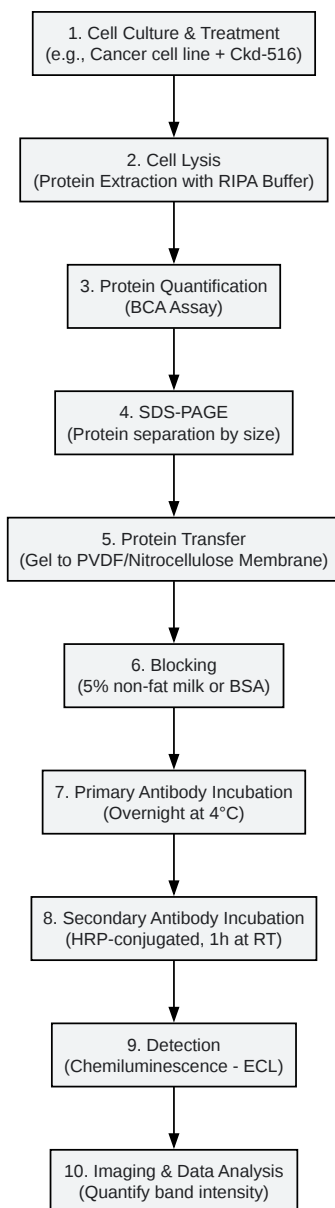 1. Cell Culture & Treatment
(e.g., Cancer cell line + Ckd-516)
2. Cell Lysis
(Protein Extraction with RIPA Buffer)
3. Protein Quantification
(BCA Assay)
4. SDS-PAGE
(Protein separation by size)
5. Protein Transfer
(Gel to PVDF/Nitrocellulose Membrane)
6. Blocking
(5% non-fat milk or BSA)
7. Primary Antibody Incubation
(Overnight at 4°C)
8. Secondary Antibody Incubation
(HRP-conjugated, 1h at RT)
9. Detection
(Chemiluminescence - ECL)
10. Imaging & Data Analysis
(Quantify band intensity)